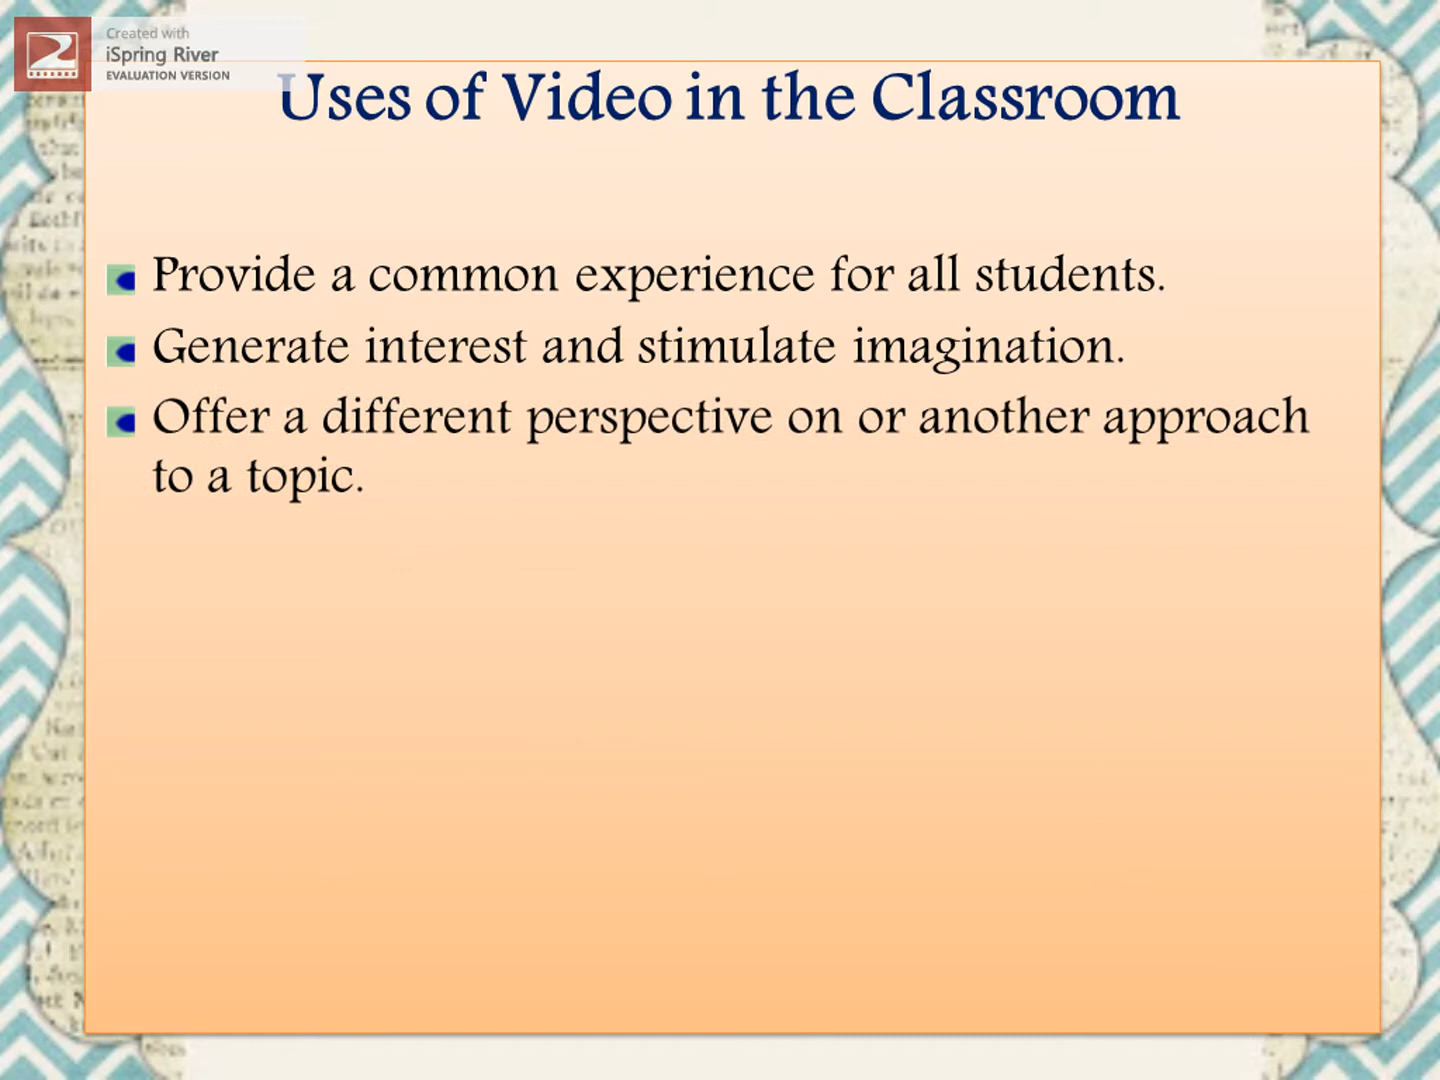 Created with
iSpring River
EVALUATION VERSION
Uses of Video in the Classroom
Provide a common experience for all students.
Generate interest and stimulate imagination.
Offer a different perspective on or another approach
to a topic.